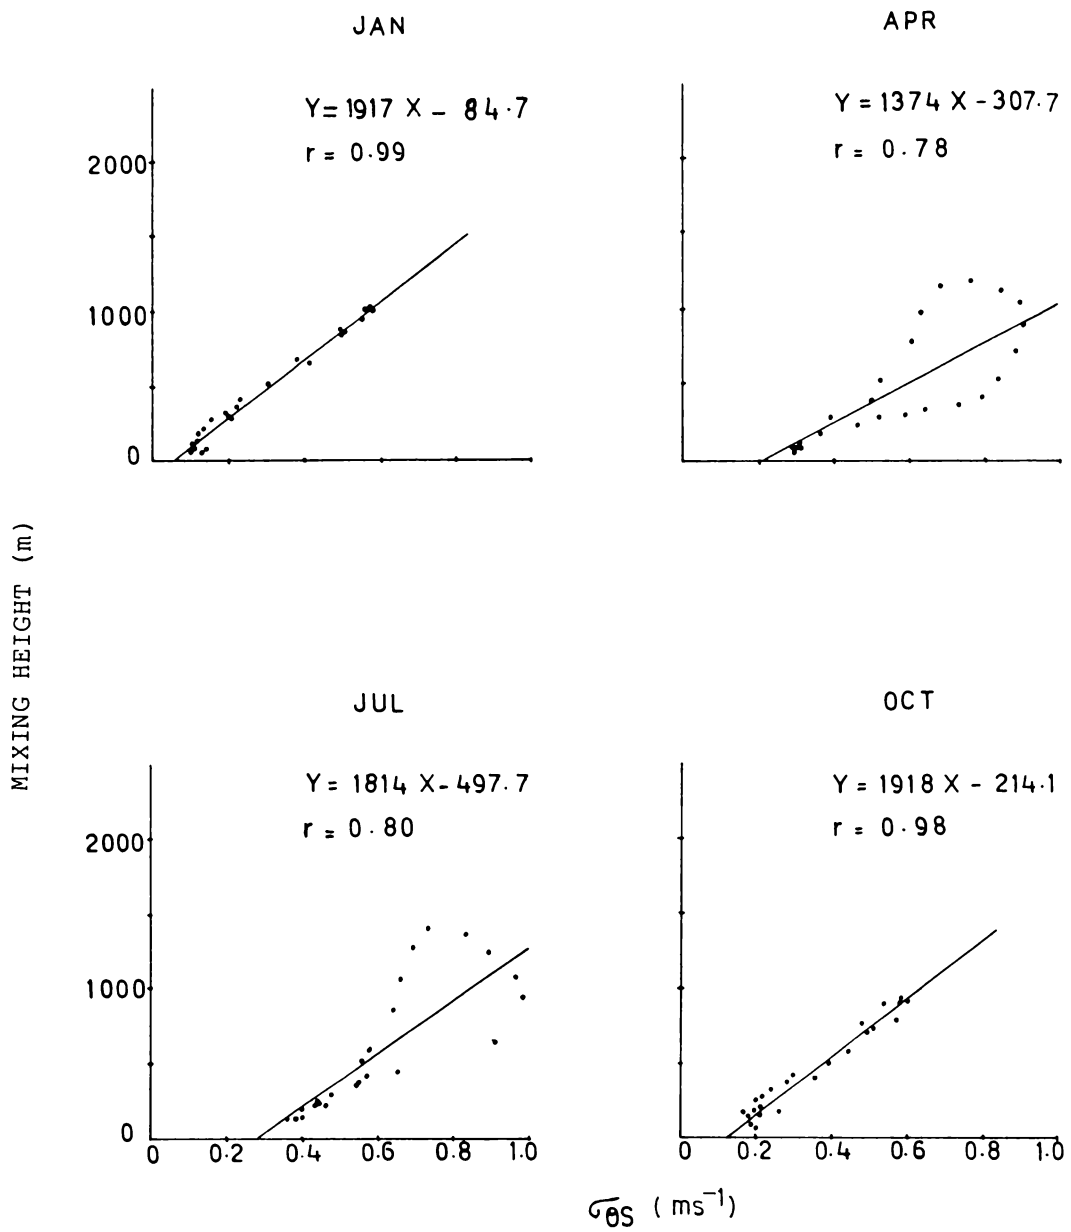 JAN
Y = 1917 X - 84.7
r = 0.99
2000
1000
0
APR
Y = 1374 X - 307.7
r = 0.78
MIXING HEIGHT (m)
JUL
Y = 1814 X - 497.7
r = 0.80
2000
1000
0
0 0.2 0.4 0.6 0.8 1.0
OCT
Y = 1918 X - 214.1
r = 0.98
0 0.2 0.4 0.6 0.8 1.0
σθS (ms⁻¹)